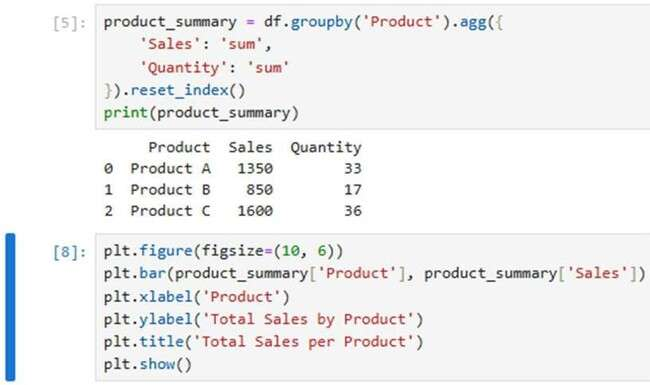 [5]: product_summary = df.groupby('Product').agg({
    'Sales': 'sum',
    'Quantity': 'sum'
}).reset_index()
print(product_summary)
     Product  Sales  Quantity
0  Product A   1350        33
1  Product B    850        17
2  Product C   1600        36
[8]: plt.figure(figsize=(10, 6))
plt.bar(product_summary['Product'], product_summary['Sales'])
plt.xlabel('Product')
plt.ylabel('Total Sales by Product')
plt.title('Total Sales per Product')
plt.show()